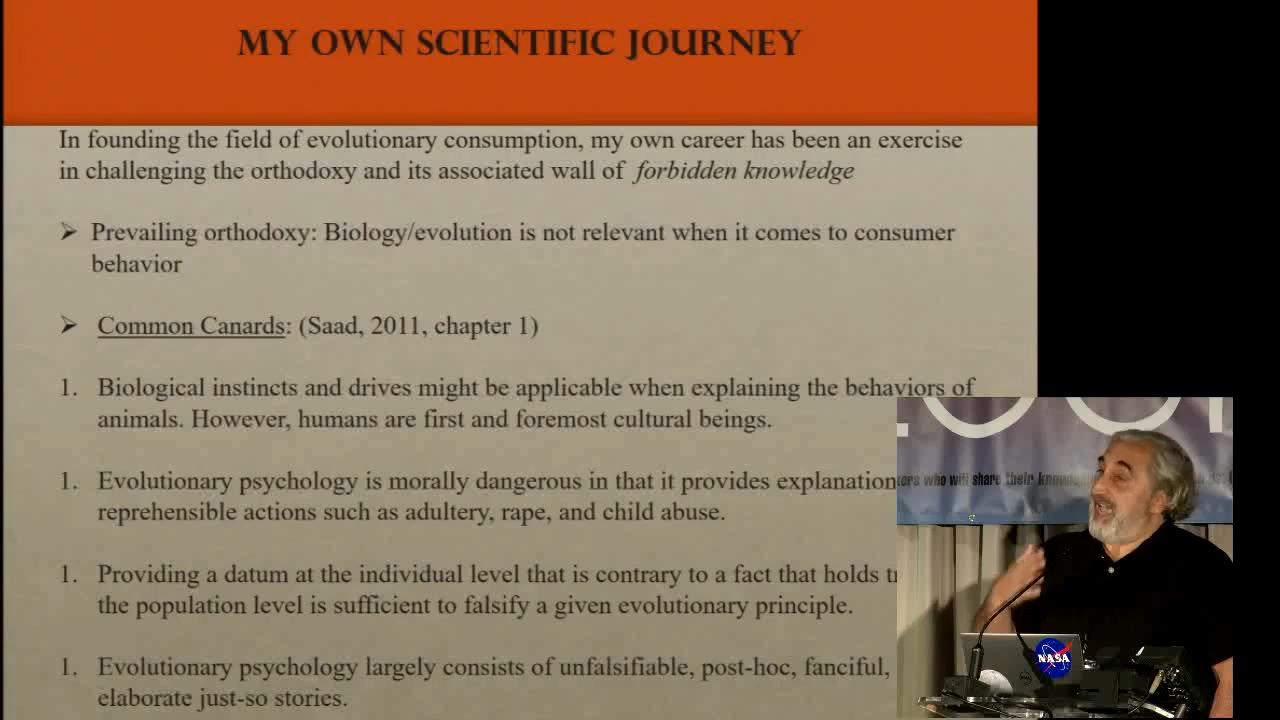 MY OWN SCIENTIFIC JOURNEY
In founding the field of evolutionary consumption, my own career has been an exercise
in challenging the orthodoxy and its associated wall of forbidden knowledge
➢ Prevailing orthodoxy: Biology/evolution is not relevant when it comes to consumer
behavior
➢ Common Canards: (Saad, 2011, chapter 1)
1. Biological instincts and drives might be applicable when explaining the behaviors of
animals. However, humans are first and foremost cultural beings.
1. Evolutionary psychology is morally dangerous in that it provides explanation
reprehensible actions such as adultery, rape, and child abuse.
1. Providing a datum at the individual level that is contrary to a fact that holds
the population level is sufficient to falsify a given evolutionary principle.
1. Evolutionary psychology largely consists of unfalsifiable, post-hoc, fanciful,
elaborate just-so stories.
who will share their
NASA
DELL